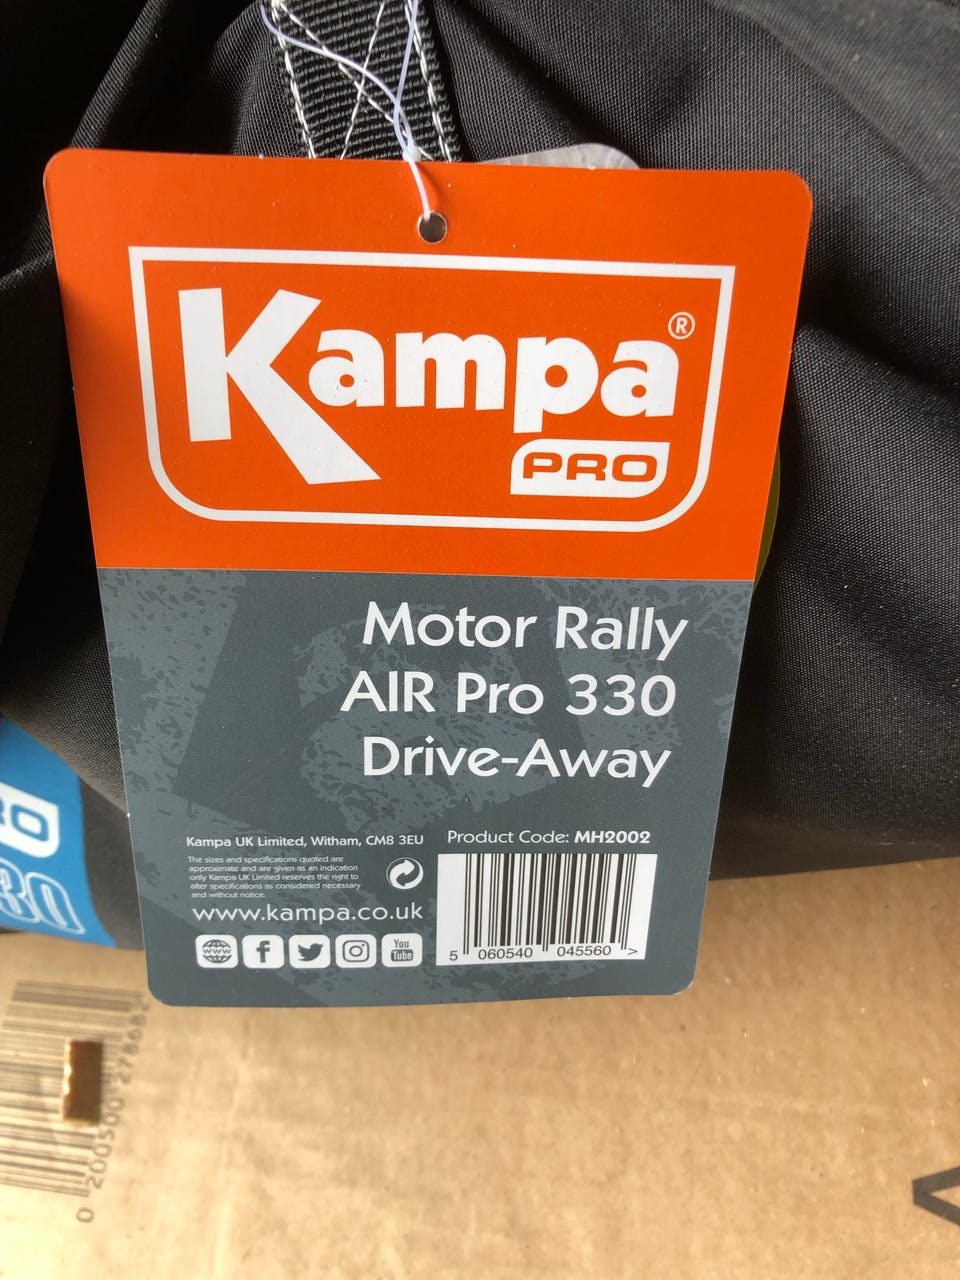 Kampa®
PRO
Motor Rally
AIR Pro 330
Drive-Away
Kampa UK Limited, Witham, CM8 3EU
The sizes and specifications quoted are
approximate and are given as an indication
only. Kampa UK Limited reserves the right to
alter specifications as considered necessary
and without notice.
www.kampa.co.uk
You
Tube
Product Code: MH2002
5 060540 045560 >
RO
30